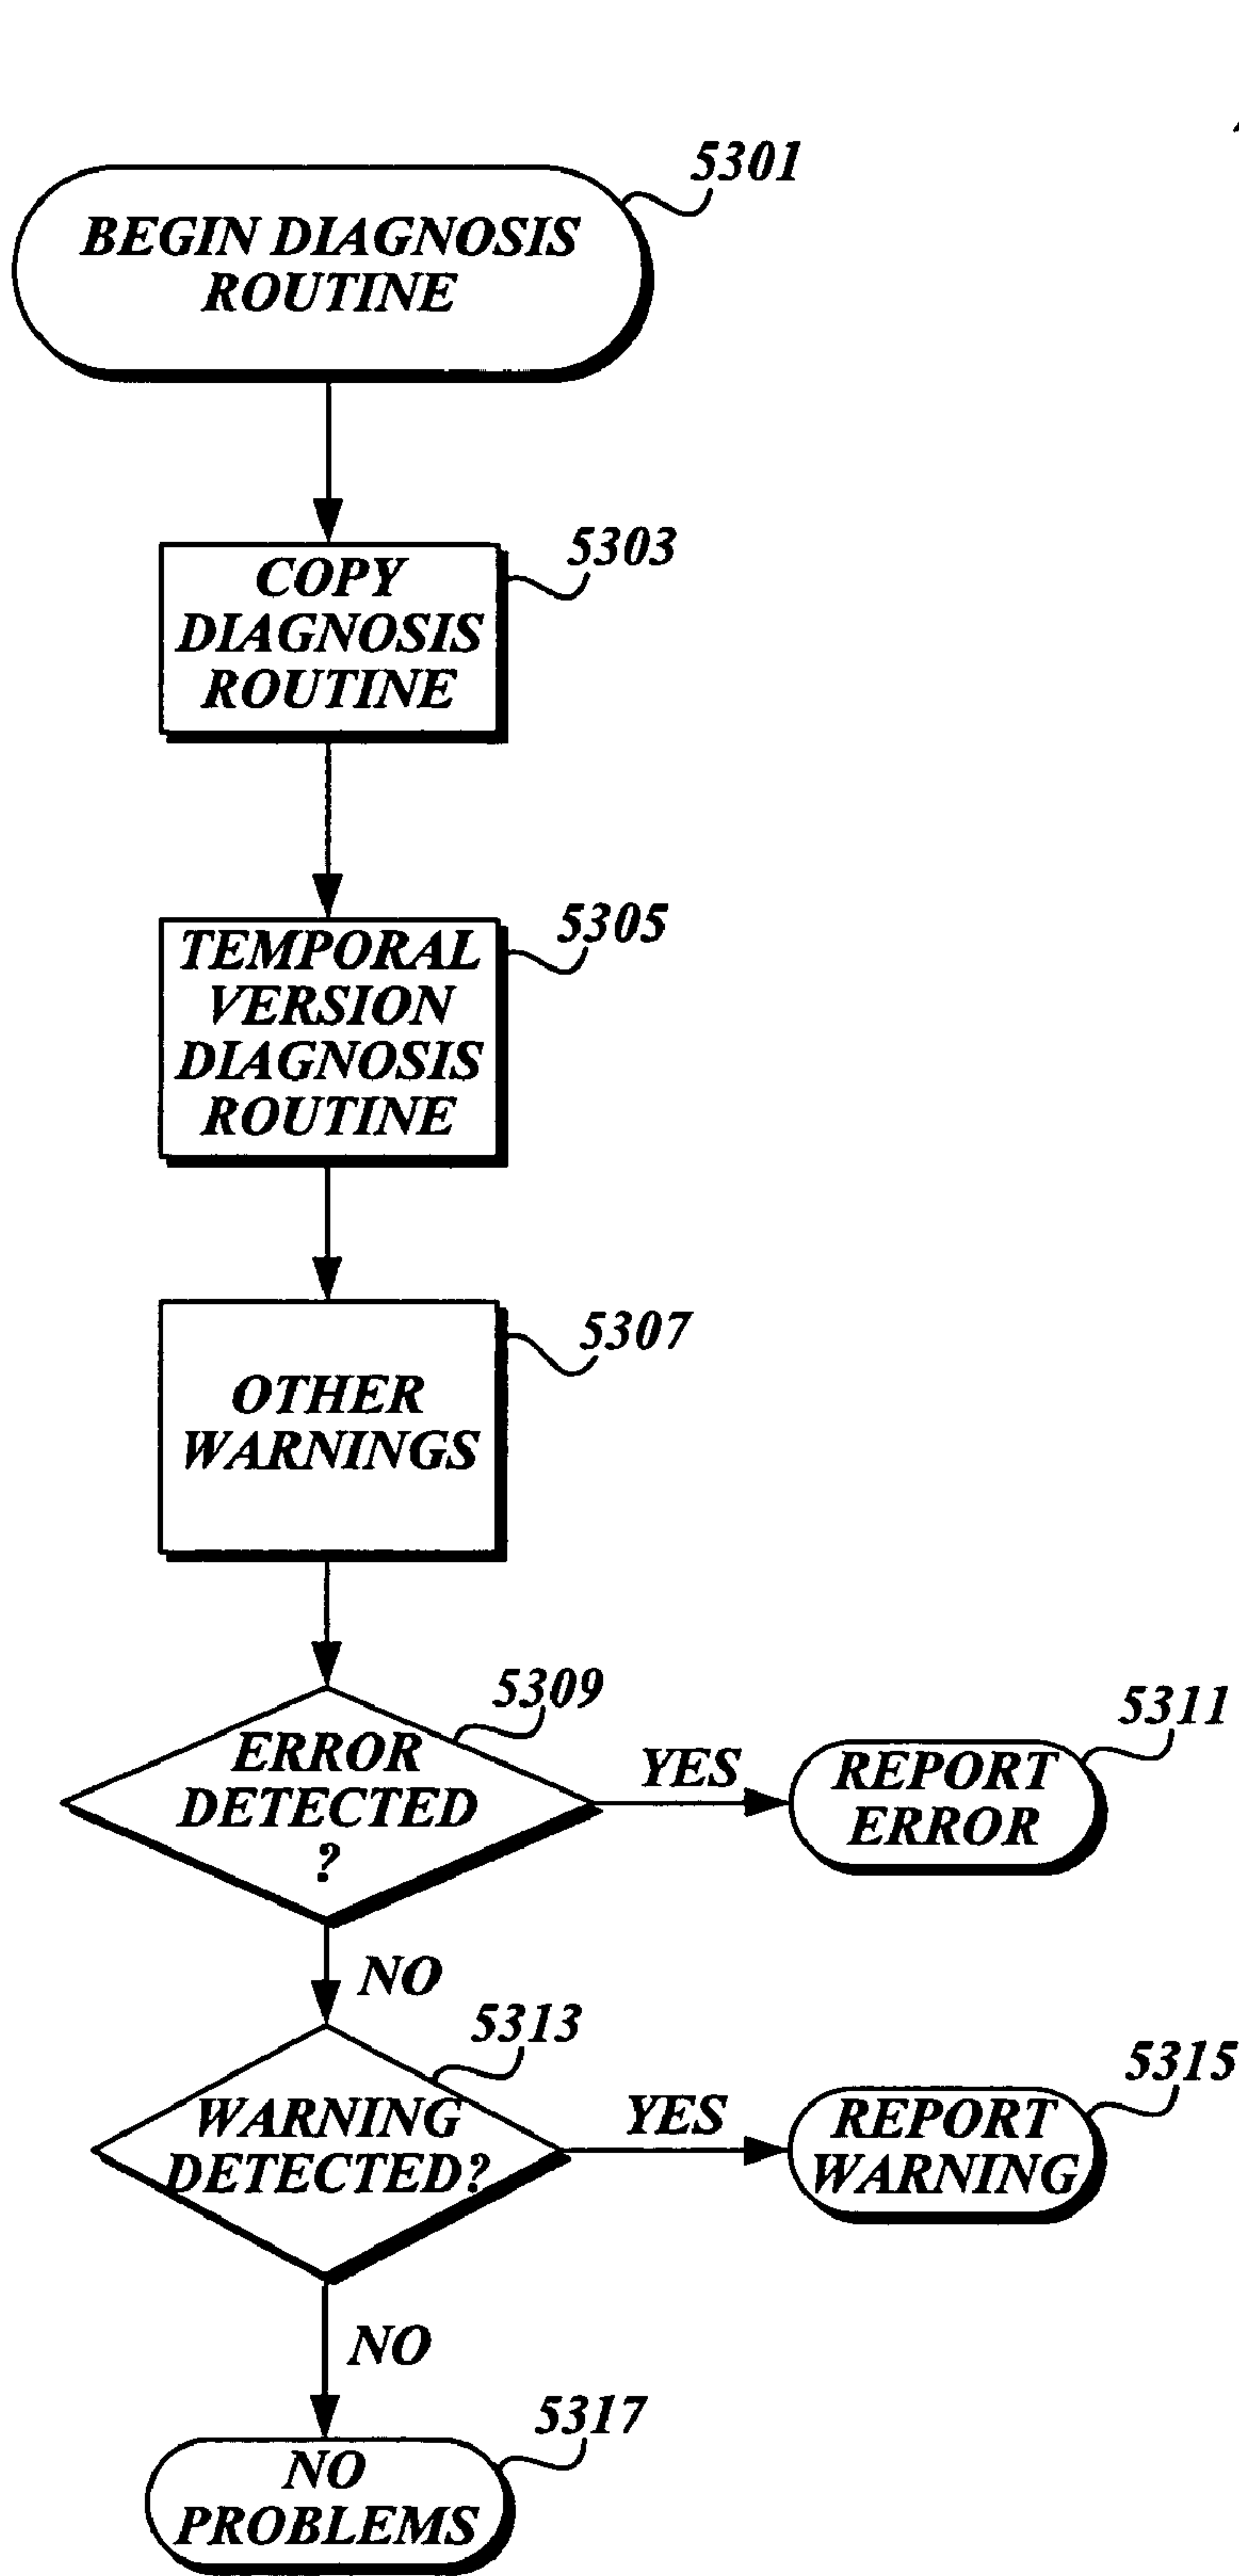 5301
BEGIN DIAGNOSIS
ROUTINE
5303
COPY
DIAGNOSIS
ROUTINE
5305
TEMPORAL
VERSION
DIAGNOSIS
ROUTINE
5307
OTHER
WARNINGS
5309
ERROR
DETECTED
?
YES
5311
REPORT
ERROR
NO
5313
WARNING
DETECTED?
YES
5315
REPORT
WARNING
NO
5317
NO
PROBLEMS